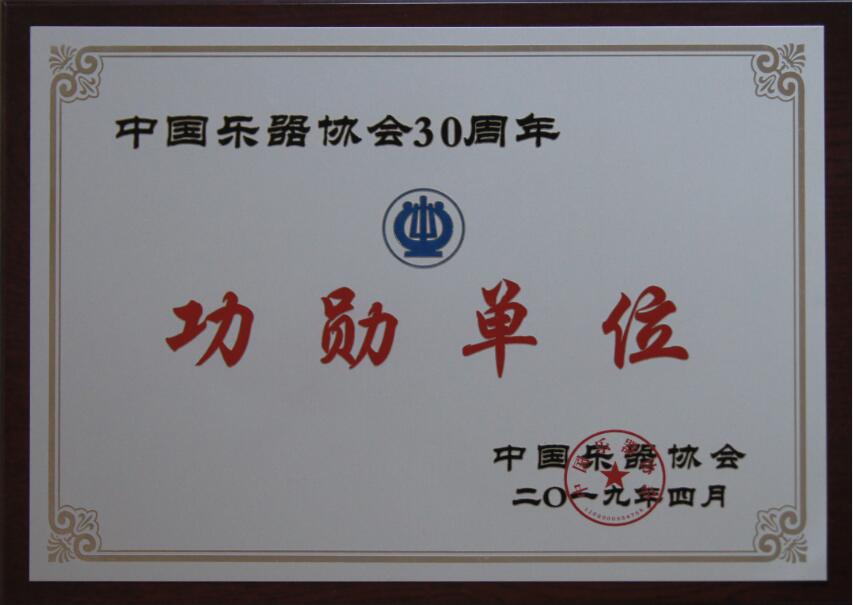 中国乐器协会30周年
功勋单位
中国乐器协会
二〇一九年四月